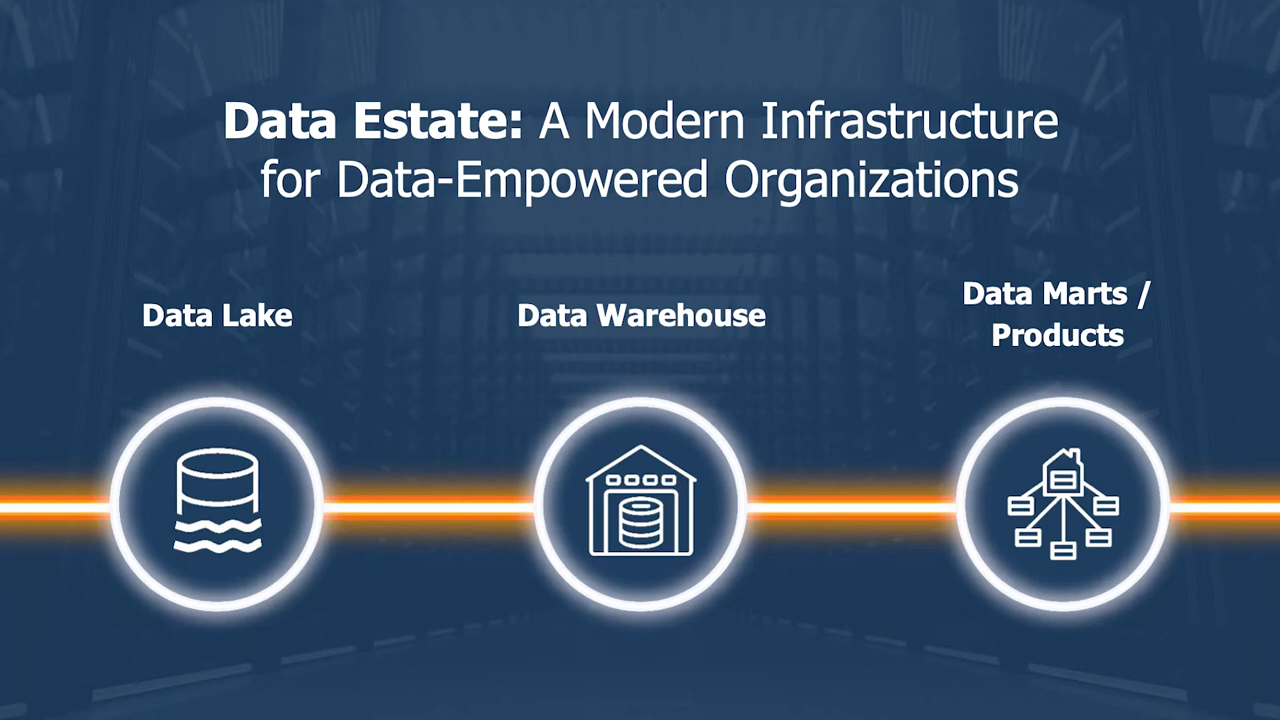 Data Estate: A Modern Infrastructure
for Data-Empowered Organizations
Data Lake
Data Warehouse
Data Marts /
Products